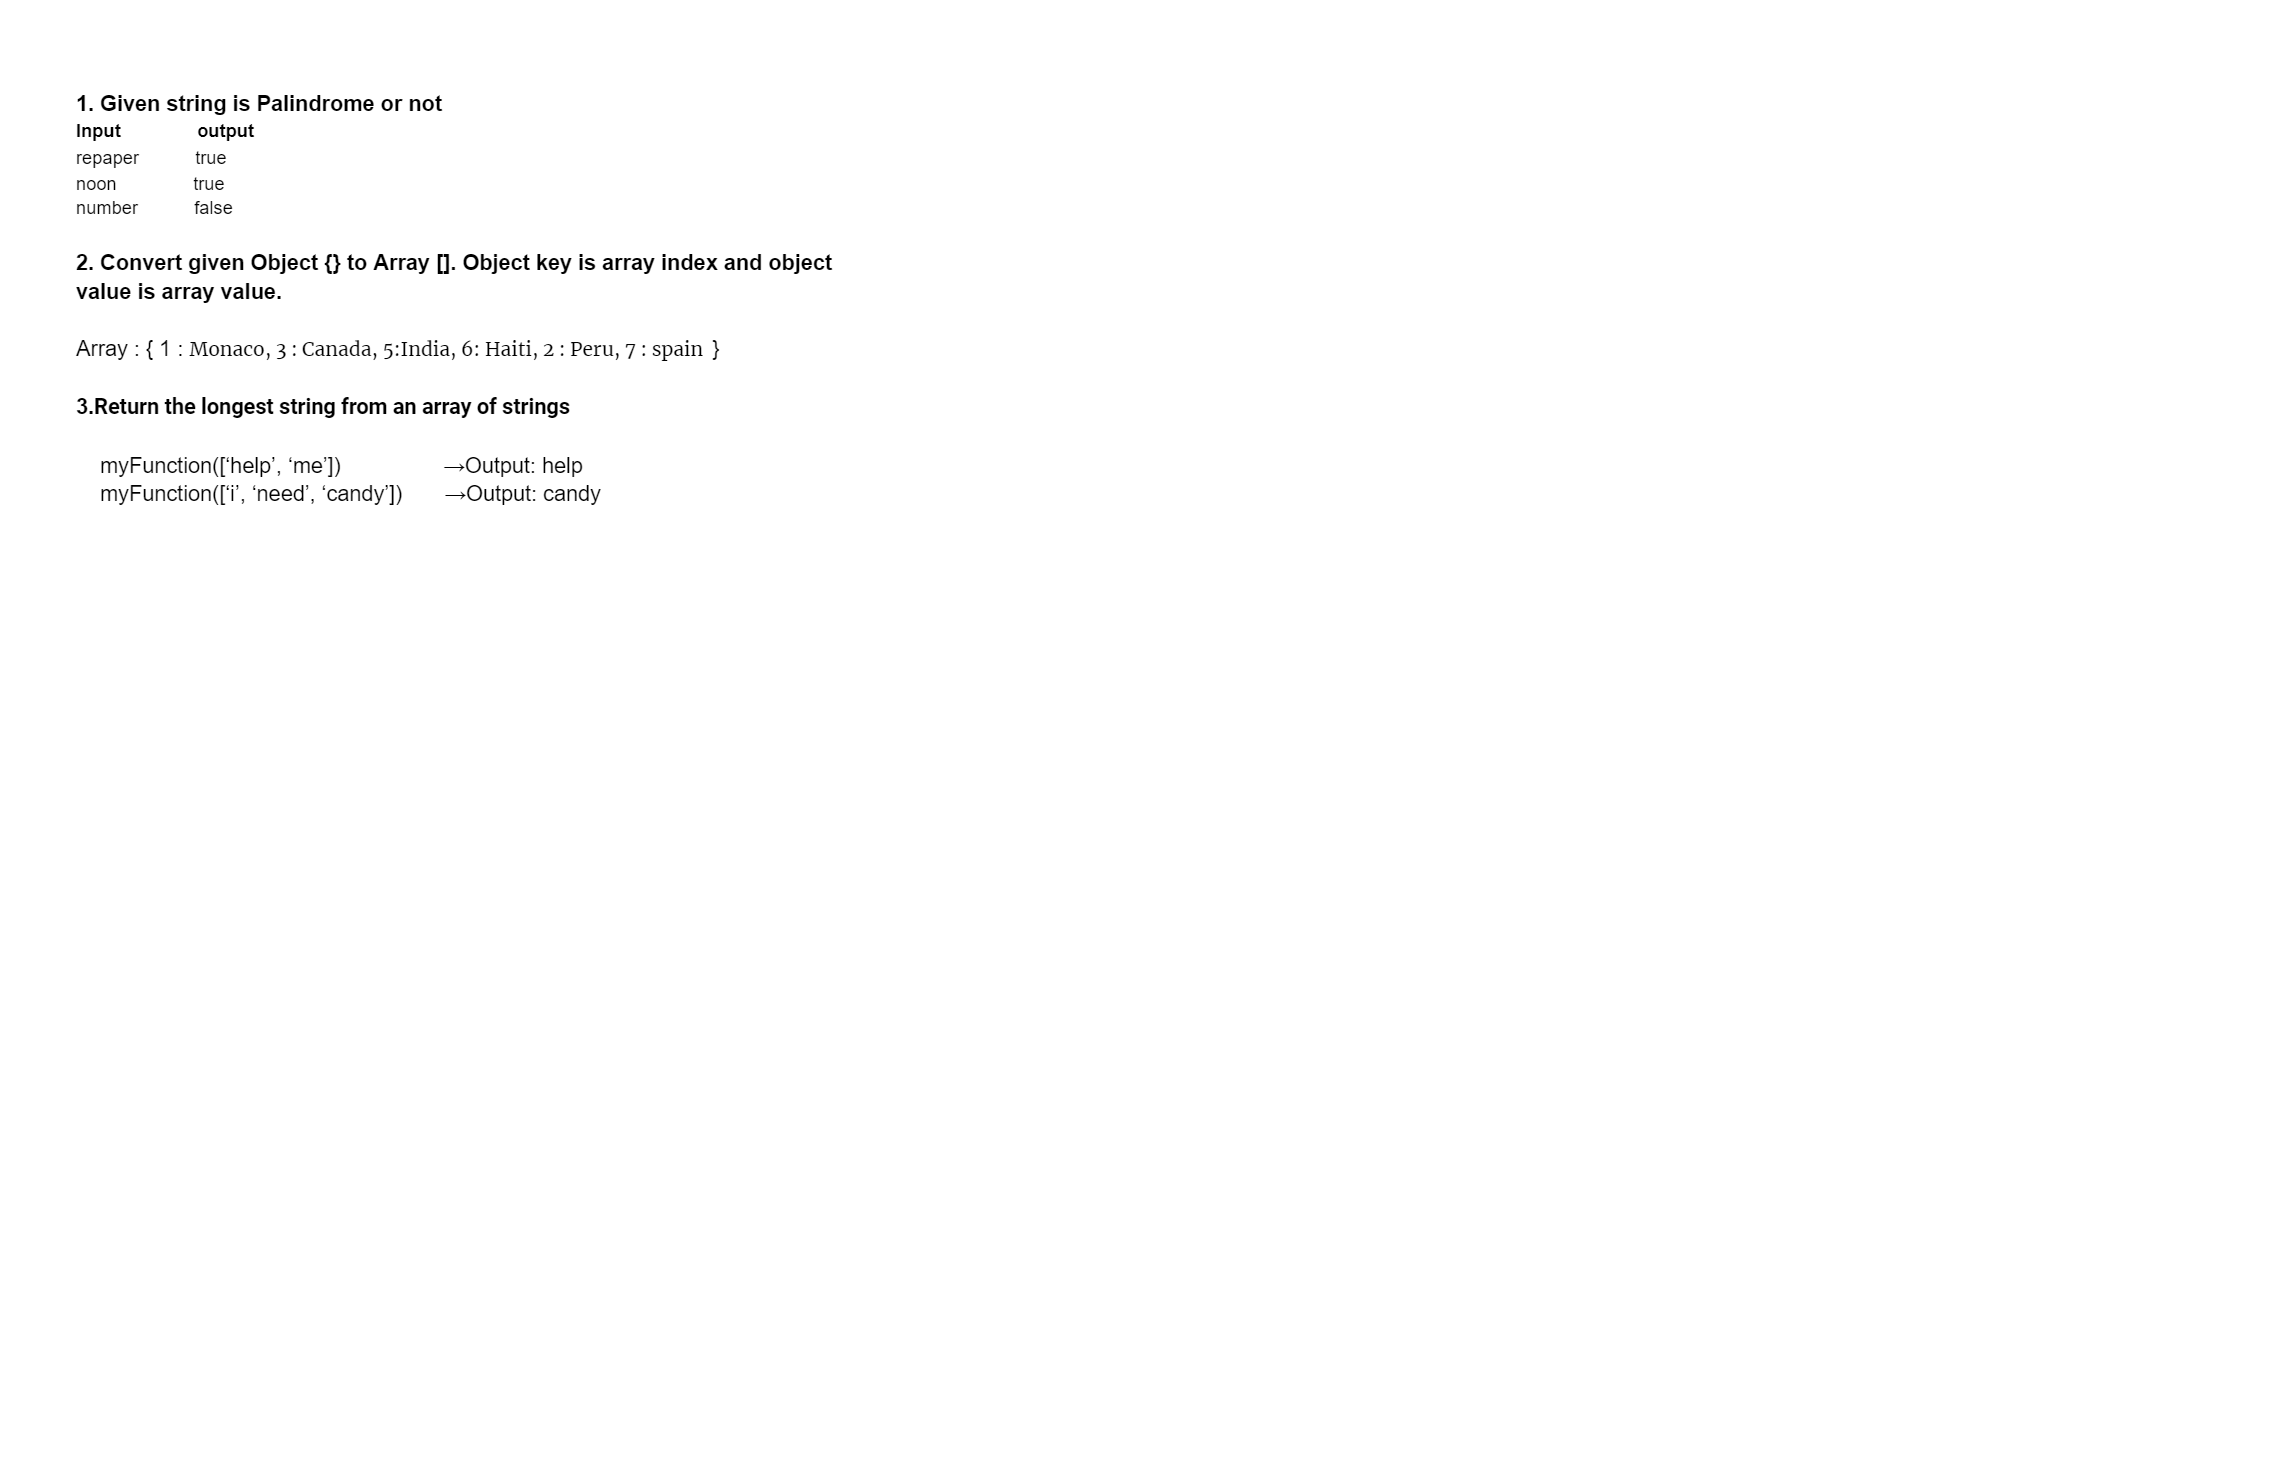 1. Given string is Palindrome or not
Input output
repaper true
noon true
number false
2. Convert given Object {} to Array []. Object key is array index and object
value is array value.
Array : { 1 : Monaco, 3 : Canada, 5:India, 6: Haiti, 2 : Peru, 7 : spain }
3.Return the longest string from an array of strings
myFunction([‘help’, ‘me’]) →Output: help
myFunction([‘i’, ‘need’, ‘candy’]) →Output: candy